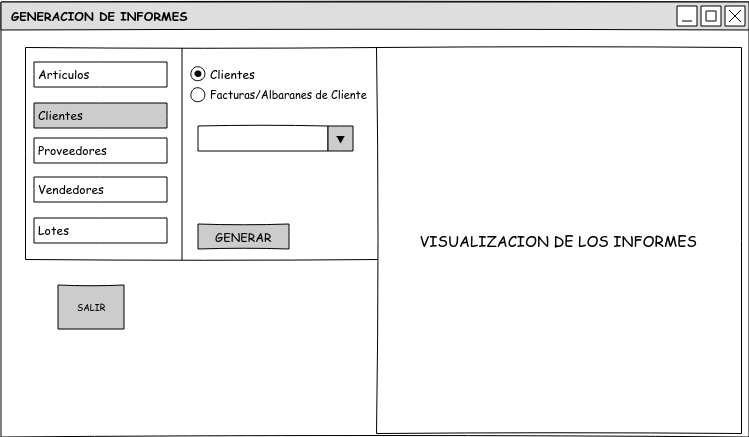 GENERACION DE INFORMES
Articulos
Clientes
Proveedores
Vendedores
Lotes
Clientes
Facturas/Albaranes de Cliente
GENERAR
SALIR
VISUALIZACION DE LOS INFORMES